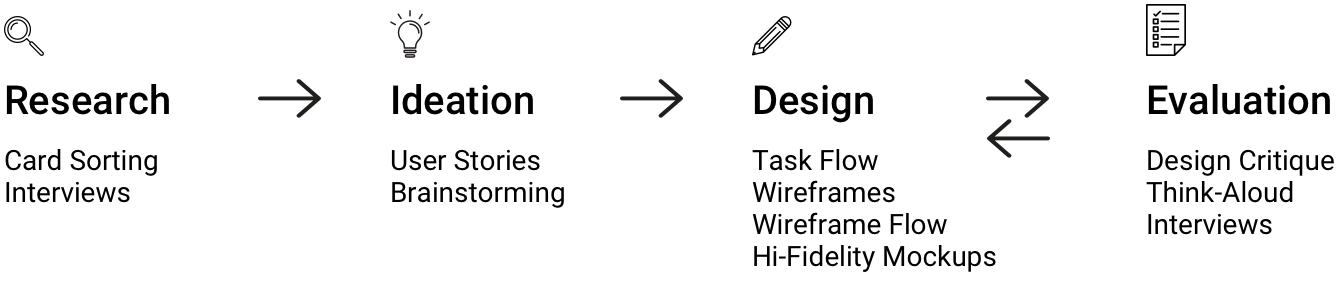 Research
Card Sorting
Interviews
Ideation
User Stories
Brainstorming
Design
Task Flow
Wireframes
Wireframe Flow
Hi-Fidelity Mockups
Evaluation
Design Critique
Think-Aloud
Interviews